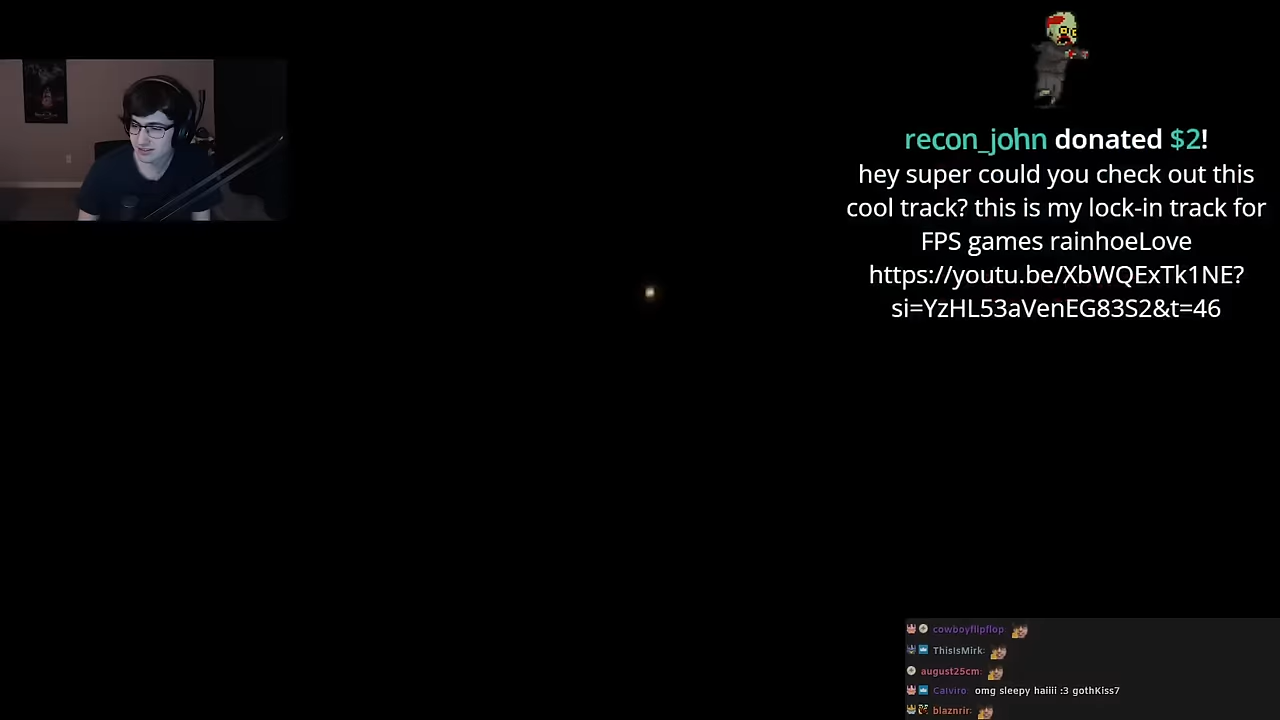 recon_john donated $2!
hey super could you check out this
cool track? this is my lock-in track for
FPS games rainhoeLove
https://youtu.be/XbWQExTk1NE?
si=YzHL53aVenEG83S2&t=46
cowboyflipflop:
ThisIsMirk:
august25cm:
Calviro: omg sleepy haiiii :3 gothKiss7
blaznrir: